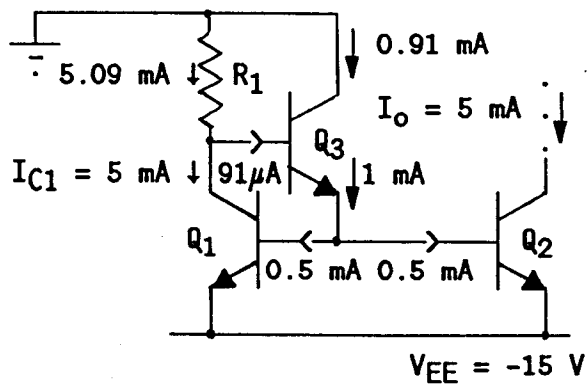 0.91 mA
5.09 mA ↓ R1
Io = 5 mA
Q3
IC1 = 5 mA ↓ 91μA
1 mA
Q1
Q2
0.5 mA 0.5 mA
VEE = -15 V